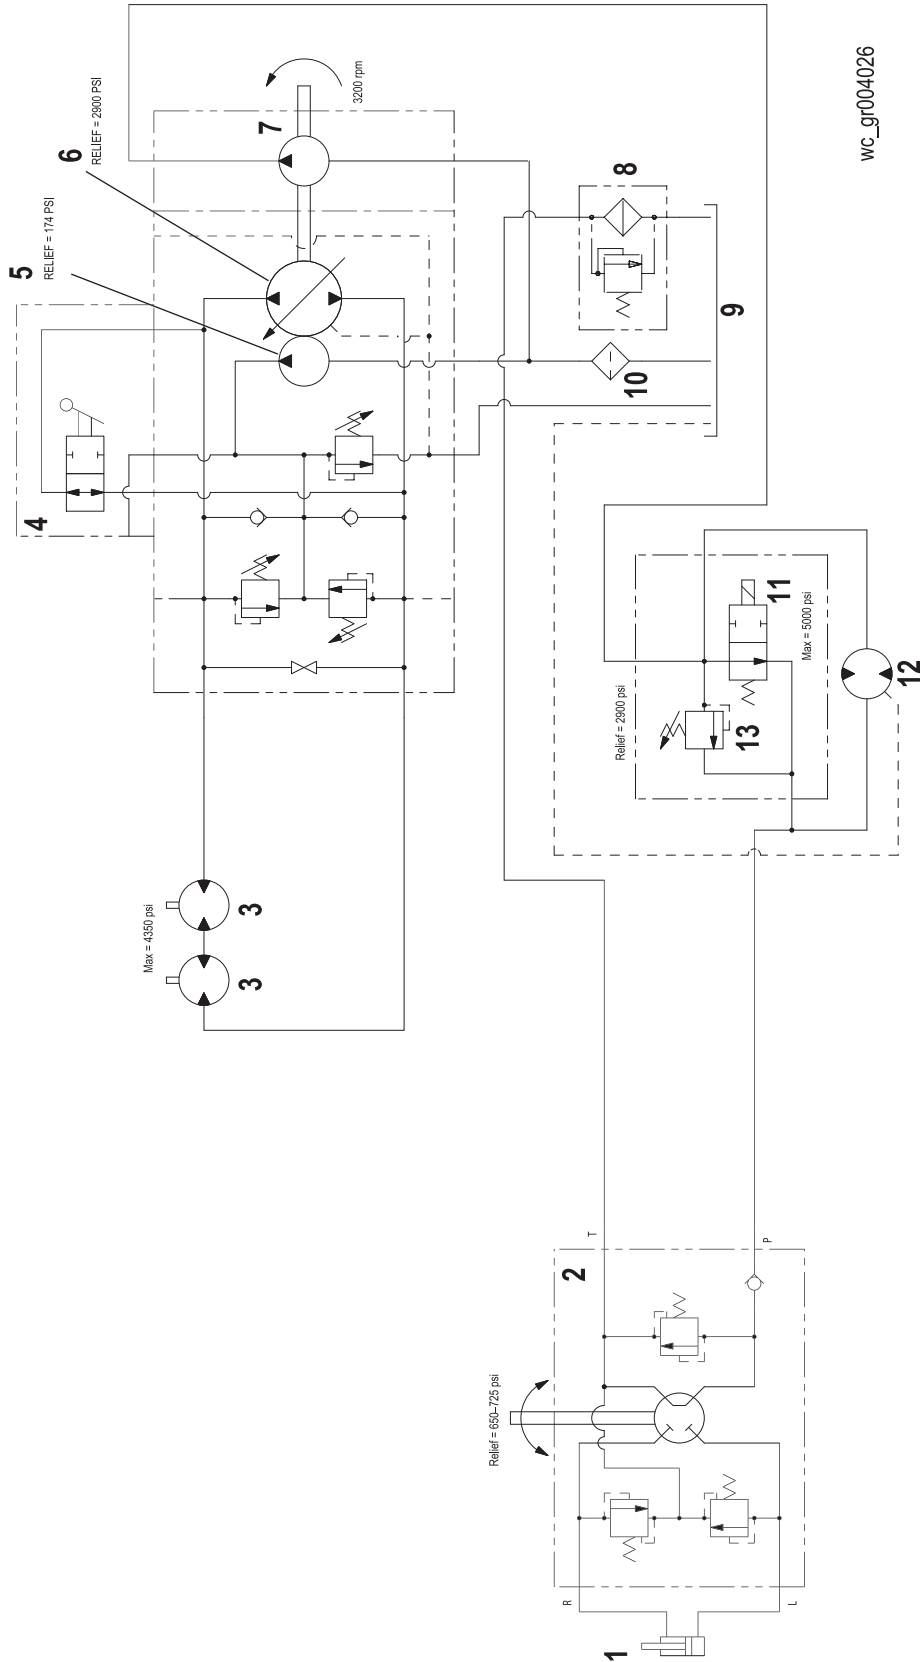 wc_gr004026
3200 rpm
7
6
RELIEF = 2900 PSI
5
RELIEF = 174 PSI
4
8
9
10
11
Max = 5000 psi
12
Relief = 2900 psi
13
Max = 4350 psi
3
3
T
P
2
Relief = 650–725 psi
R
L
1